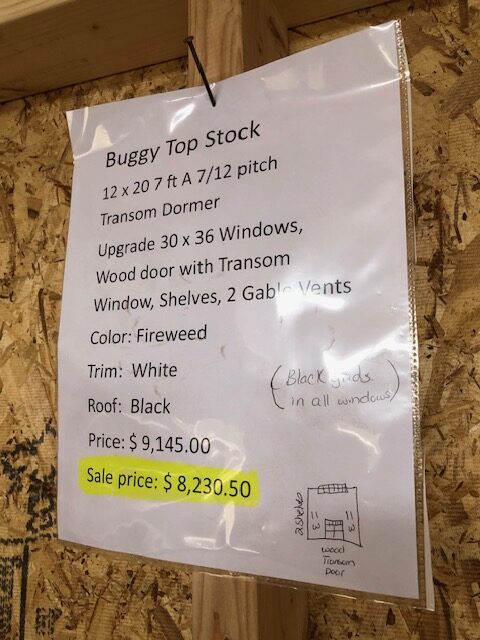 Buggy Top Stock
12 x 20 7 ft A 7/12 pitch
Transom Dormer
Upgrade 30 x 36 Windows,
Wood door with Transom
Window, Shelves, 2 Gable Vents
Color: Fireweed
Trim: White
(Black grids
in all windows)
Roof: Black
Price: $ 9,145.00
Sale price: $ 8,230.50
2 shelves
wood
Transom
Door